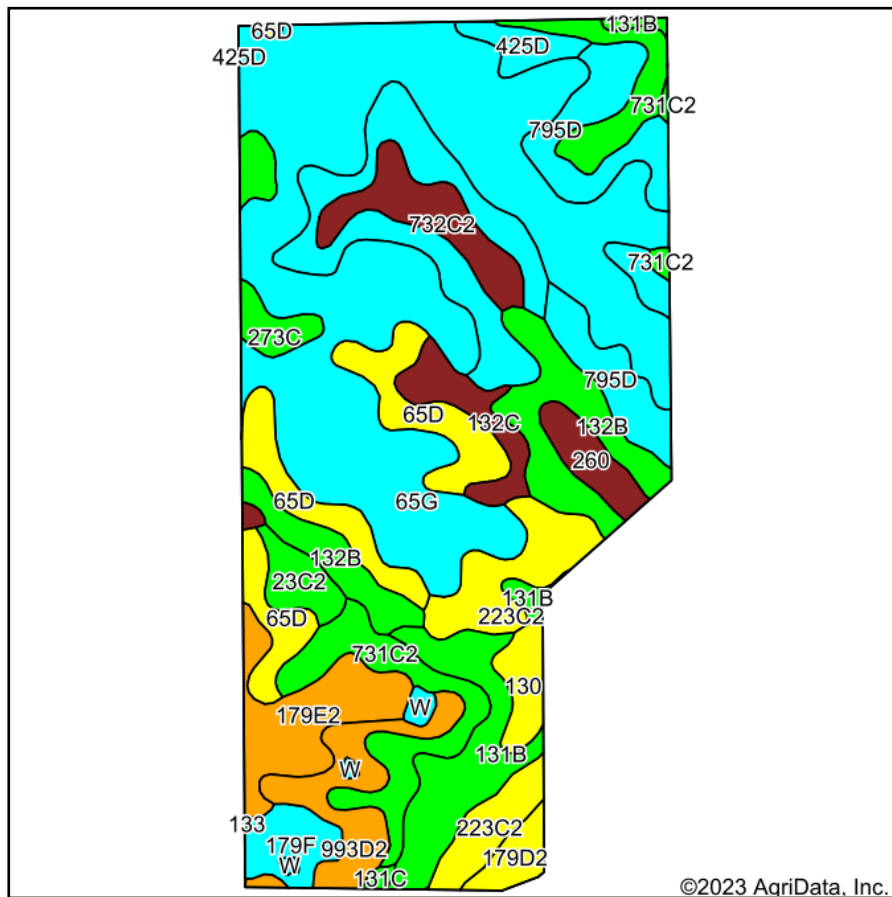 65D
131B
425D
425D
731C2
795D
732C2
731C2
273C
795D
65D
132C
132B
260
65D
65G
132B
23C2
131B
65D
223C2
731C2
130
W
179E2
131B
W
133
223C2
179F
993D2
179D2
W
131C
©2023 AgriData, Inc.